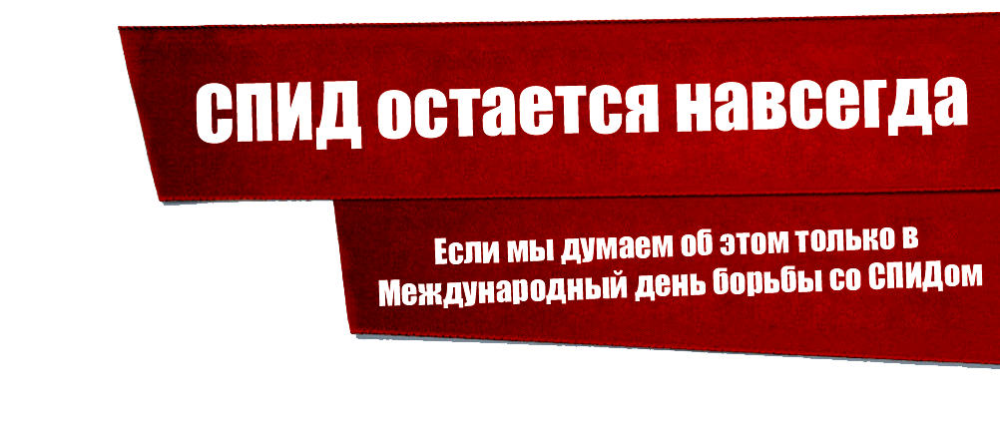 СПИД остается навсегда
Если мы думаем об этом только в
Международный день борьбы со СПИДом